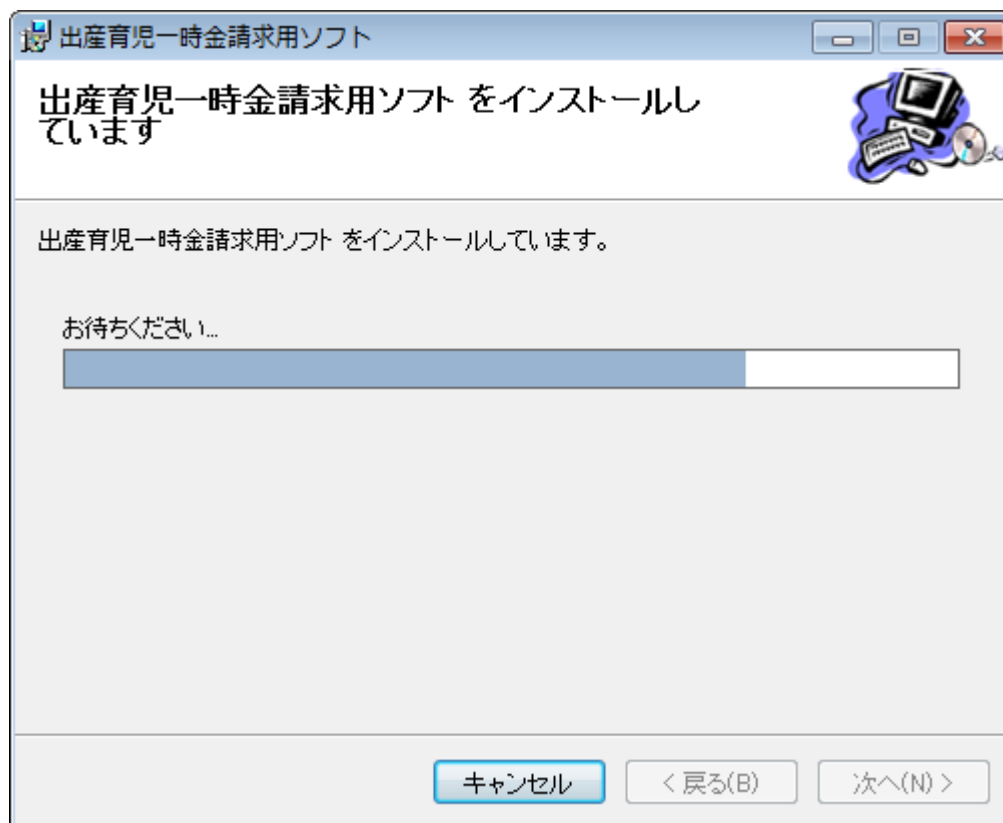 出産育児一時金請求用ソフト
出産育児一時金請求用ソフト をインストールし
ています
出産育児一時金請求用ソフト をインストールしています。
お待ちください...
キャンセル
< 戻る(B)
次へ(N) >